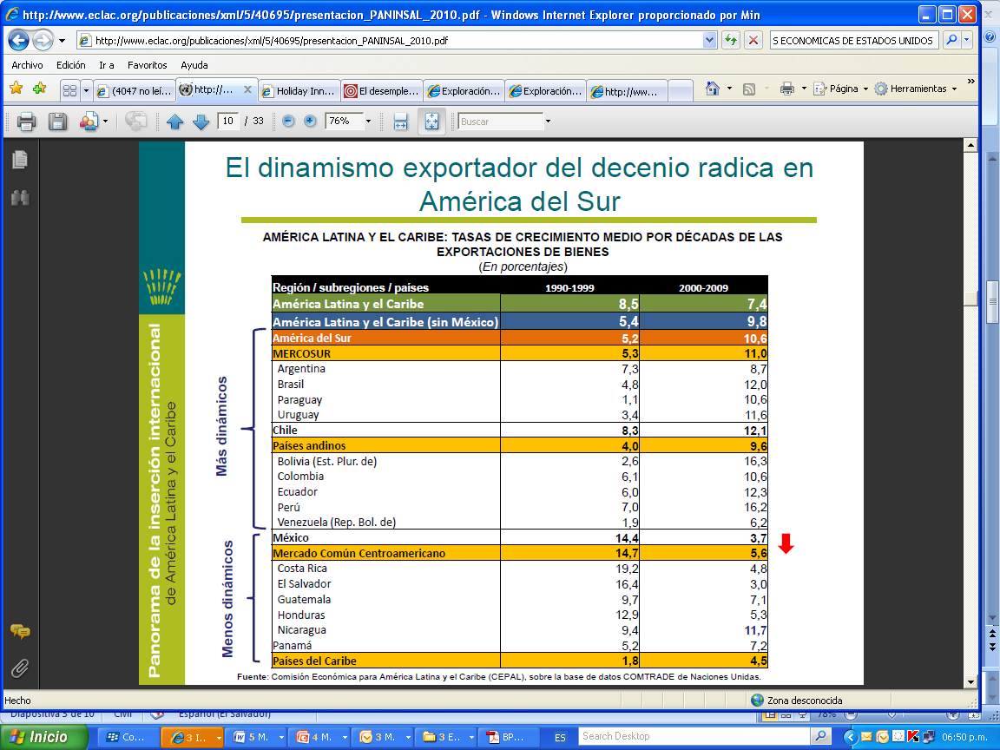 http://www.eclac.org/publicaciones/xml/5/40695/presentacion_PANINSAL_2010.pdf - Windows Internet Explorer proporcionado por Min
http://www.eclac.org/publicaciones/xml/5/40695/presentacion_PANINSAL_2010.pdf
S ECONOMICAS DE ESTADOS UNIDOS
Archivo Edición Ir a Favoritos Ayuda
(4047 no leí... http://... Holiday Inn... El desemple... Exploración... Exploración... http://ww... Página Herramientas
10 / 33 76% Buscar
El dinamismo exportador del decenio radica en
América del Sur
AMÉRICA LATINA Y EL CARIBE: TASAS DE CRECIMIENTO MEDIO POR DÉCADAS DE LAS
EXPORTACIONES DE BIENES
(En porcentajes)
Región / subregiones / países 1990-1999 2000-2009
América Latina y el Caribe 8,5 7,4
América Latina y el Caribe (sin México) 5,4 9,8
América del Sur 5,2 10,6
MERCOSUR 5,3 11,0
Argentina 7,3 8,7
Brasil 4,8 12,0
Paraguay 1,1 10,6
Uruguay 3,4 11,6
Chile 8,3 12,1
Países andinos 4,0 9,6
Bolivia (Est. Plur. de) 2,6 16,3
Colombia 6,1 10,6
Ecuador 6,0 12,3
Perú 7,0 16,2
Venezuela (Rep. Bol. de) 1,9 6,2
México 14,4 3,7
Mercado Común Centroamericano 14,7 5,6
Costa Rica 19,2 4,8
El Salvador 16,4 3,0
Guatemala 9,7 7,1
Honduras 12,9 5,3
Nicaragua 9,4 11,7
Panamá 5,2 7,2
Países del Caribe 1,8 4,5
Más dinámicos
Menos dinámicos
Panorama de la inserción internacional
de América Latina y el Caribe
Fuente: Comisión Económica para América Latina y el Caribe (CEPAL), sobre la base de datos COMTRADE de Naciones Unidas.
Hecho Zona desconocida
Diapositiva 5 de 10 Civil Español (El Salvador) 78%
Inicio Co... 3 I... 5 M... 4 M... 3 M... 3 E... BP... ES Search Desktop 06:50 p.m.